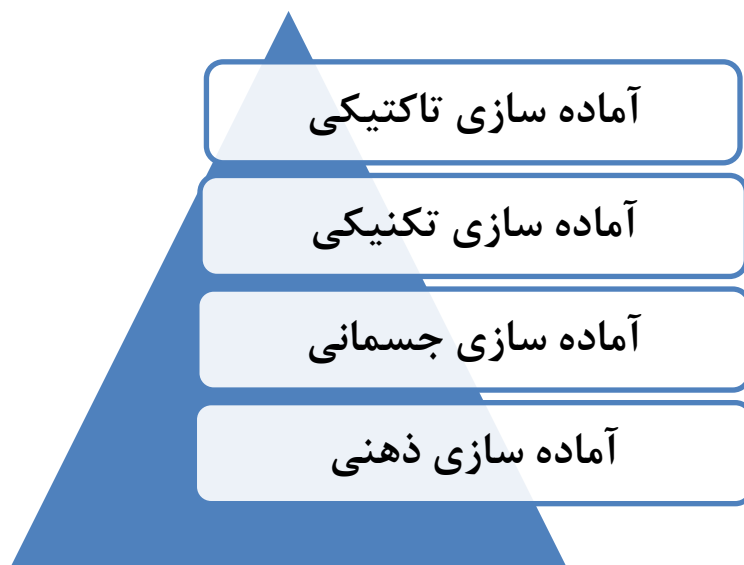 آماده سازی تاکتیکی
آماده سازی تکنیکی
آماده سازی جسمانی
آماده سازی ذهنی